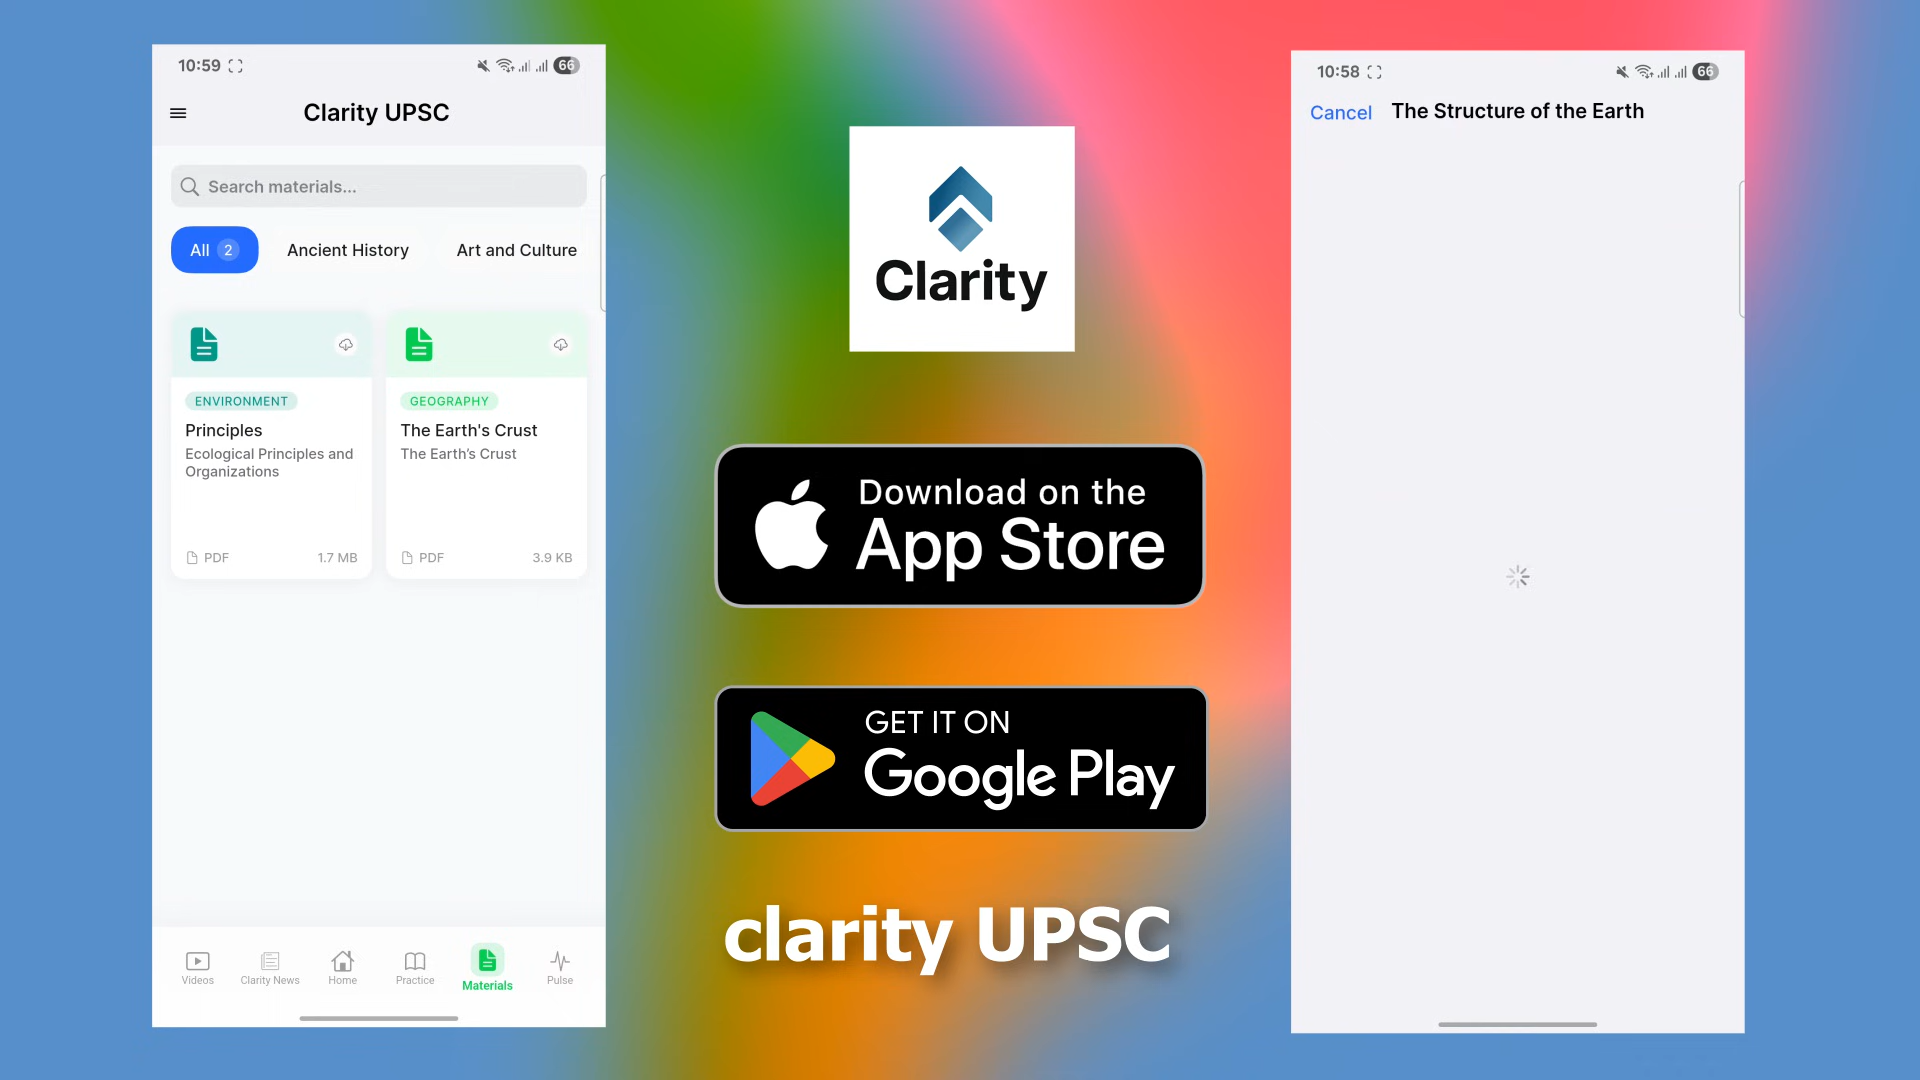 10:59
66
Clarity UPSC
Search materials...
All 2
Ancient History
Art and Culture
ENVIRONMENT
Principles
Ecological Principles and
Organizations
PDF
1.7 MB
GEOGRAPHY
The Earth's Crust
The Earth’s Crust
PDF
3.9 KB
Videos
Clarity News
Home
Practice
Materials
Pulse
Clarity
Download on the
App Store
GET IT ON
Google Play
clarity UPSC
10:58
66
Cancel
The Structure of the Earth